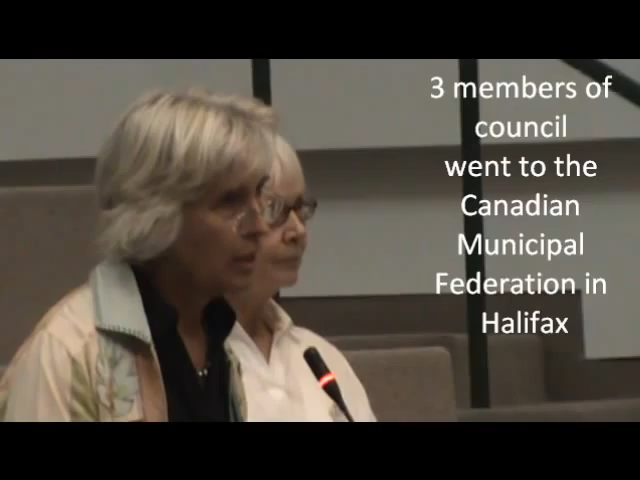 3 members of
council
went to the
Canadian
Municipal
Federation in
Halifax